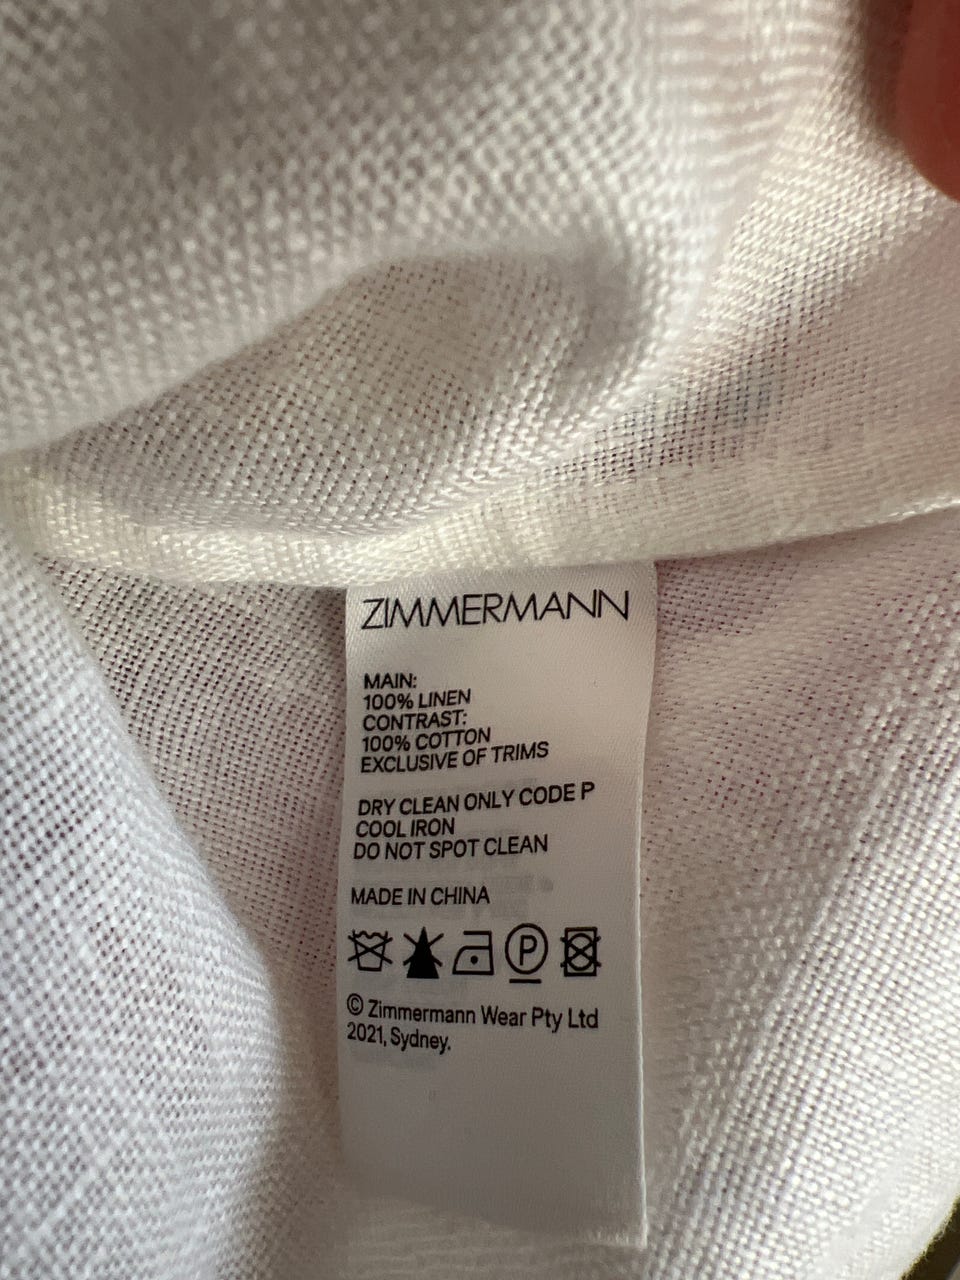 ZIMMERMANN
MAIN:
100% LINEN
CONTRAST:
100% COTTON
EXCLUSIVE OF TRIMS
DRY CLEAN ONLY CODE P
COOL IRON
DO NOT SPOT CLEAN
MADE IN CHINA
P
© Zimmermann Wear Pty Ltd
2021, Sydney.